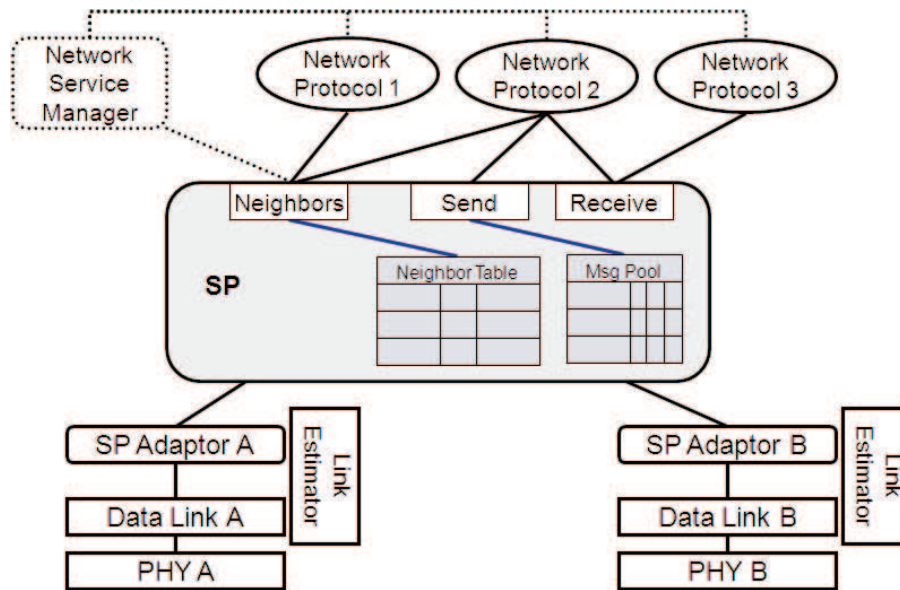 Network
Service
Manager
Network
Protocol 1
Network
Protocol 2
Network
Protocol 3
Neighbors
Send
Receive
SP
Neighbor Table
Msg Pool
SP Adaptor A
Link
Estimator
Data Link A
PHY A
SP Adaptor B
Link
Estimator
Data Link B
PHY B